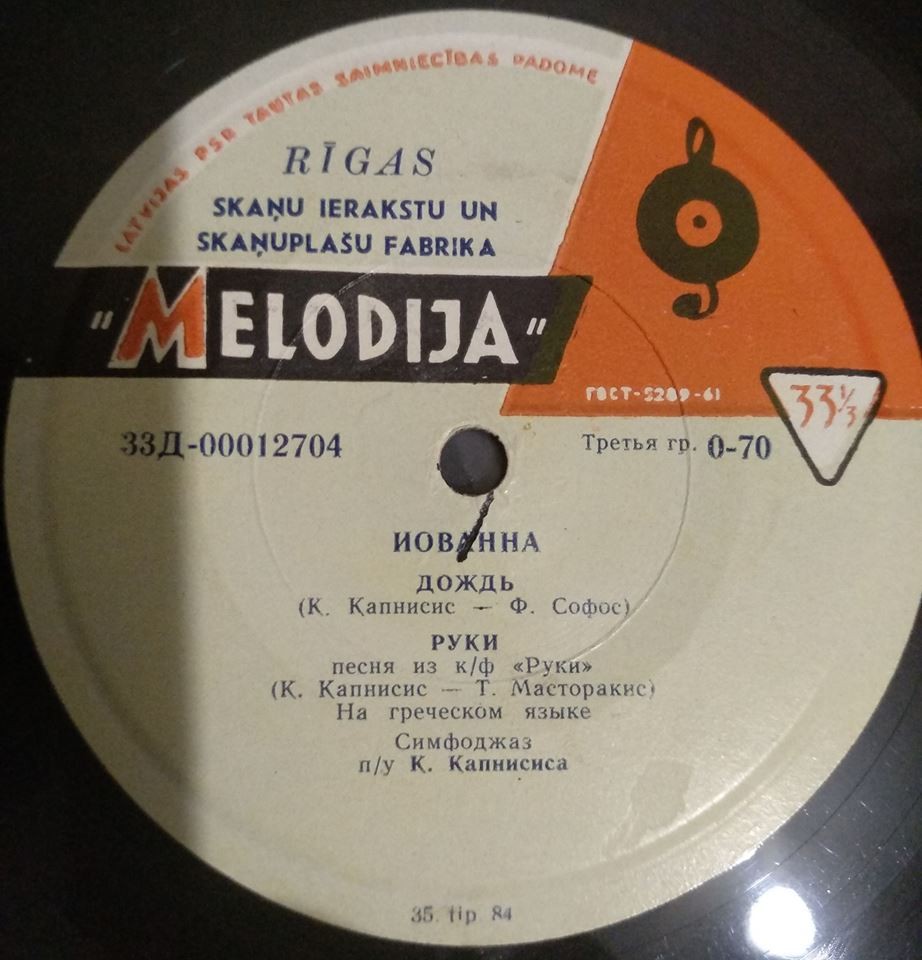 LATVIJAS PSR TAUTAS SAIMNIECĪBAS PADOME
RĪGAS
SKAŅU IERAKSTU UN
SKAŅUPLAŠU FABRIKA
"MELODIJA"
ГОСТ-5289-61
33⅓
33Д-00012704
Третья гр. 0-70
ИОВАННА
ДОЖДЬ
(К. Капнисис — Ф. Софос)
РУКИ
песня из к/ф «Руки»
(К. Капнисис — Т. Масторакис)
На греческом языке
Симфоджаз
п/у К. Капнисиса
35. tip 84